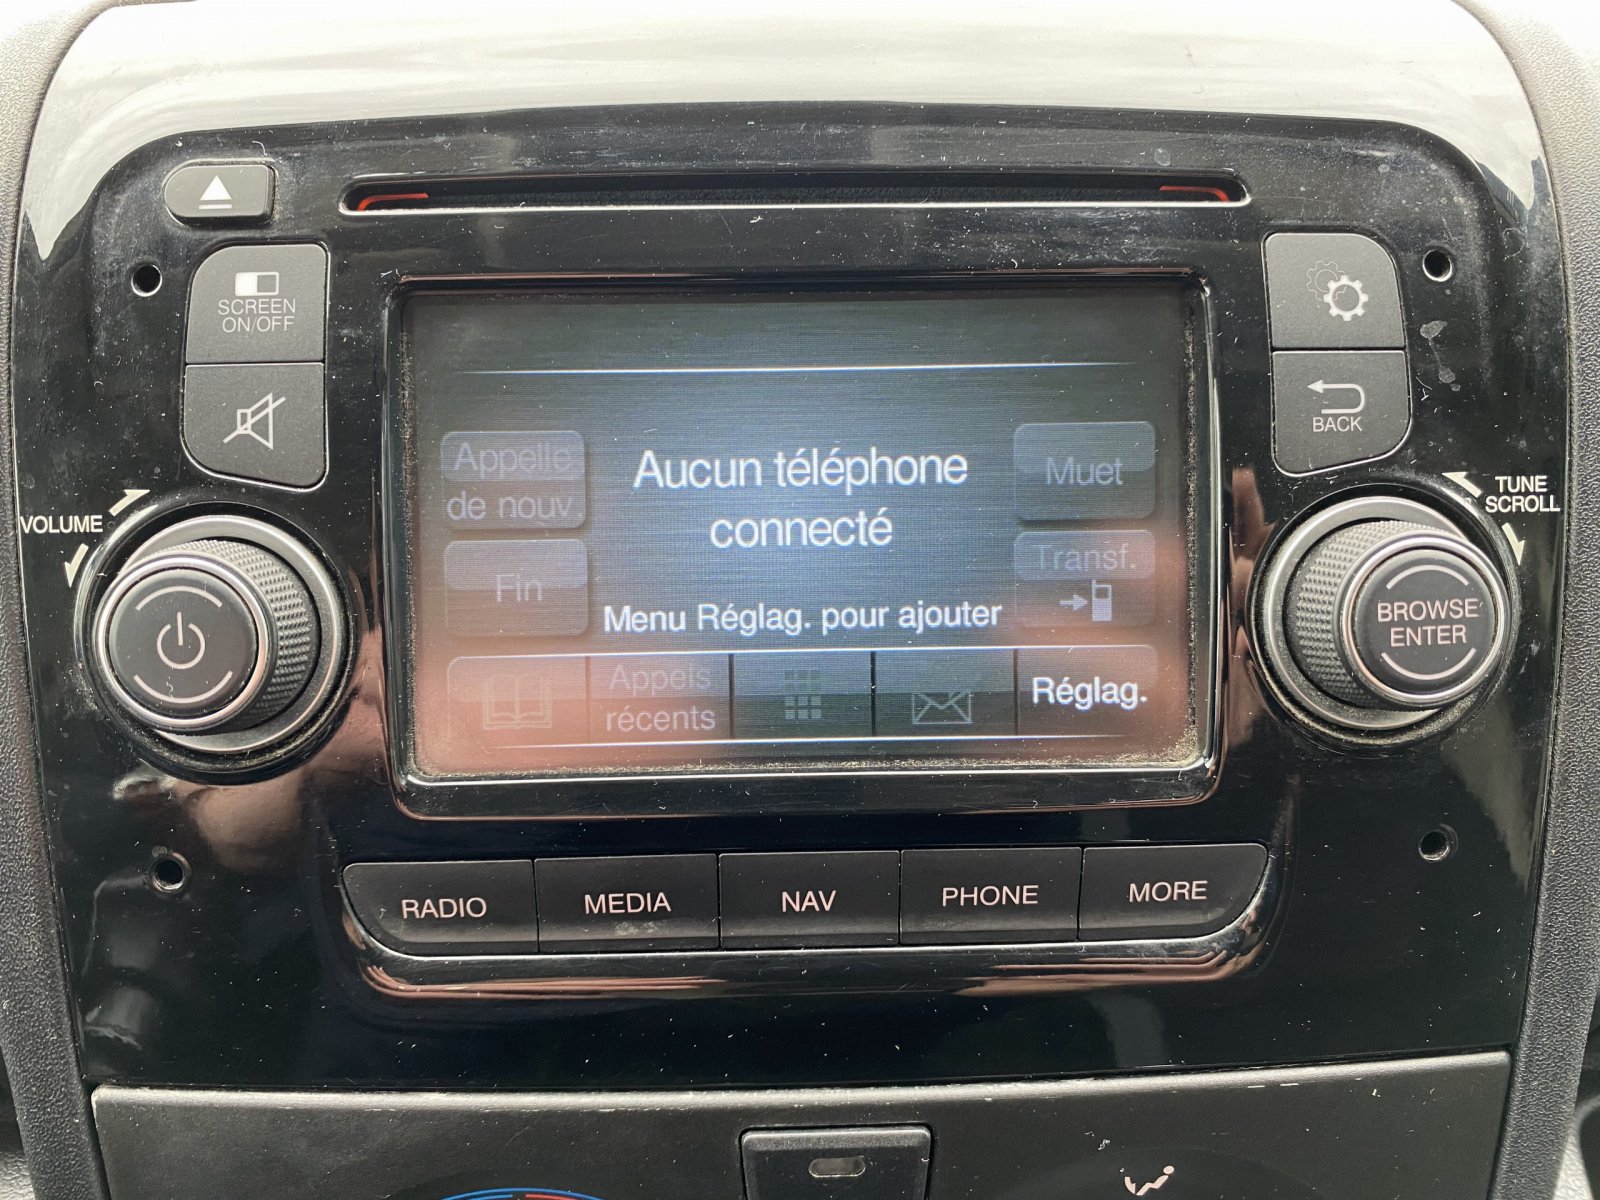 SCREEN
ON/OFF
BACK
VOLUME
TUNE
SCROLL
Appelle
de nouv.
Aucun téléphone
connecté
Muet
Fin
Transf.
Menu Réglag. pour ajouter
Appels
récents
Réglag.
BROWSE
ENTER
RADIO
MEDIA
NAV
PHONE
MORE